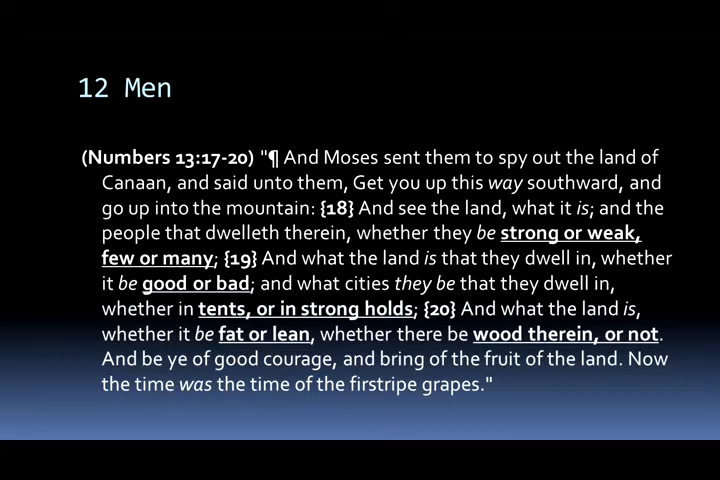 12 Men
(Numbers 13:17-20) "¶ And Moses sent them to spy out the land of
Canaan, and said unto them, Get you up this way southward, and
go up into the mountain: {18} And see the land, what it is; and the
people that dwelleth therein, whether they be strong or weak,
few or many; {19} And what the land is that they dwell in, whether
it be good or bad; and what cities they be that they dwell in,
whether in tents, or in strong holds; {20} And what the land is,
whether it be fat or lean, whether there be wood therein, or not.
And be ye of good courage, and bring of the fruit of the land. Now
the time was the time of the firstripe grapes."